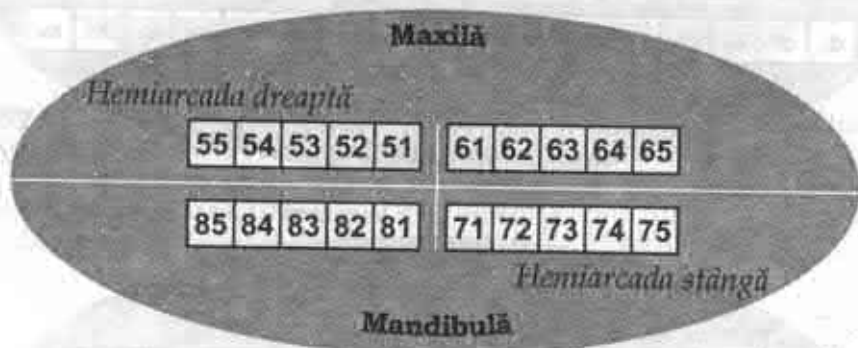 Maxilă
Hemiarcada dreaptă
55 54 53 52 51 61 62 63 64 65
85 84 83 82 81 71 72 73 74 75
Hemiarcada stângă
Mandibulă